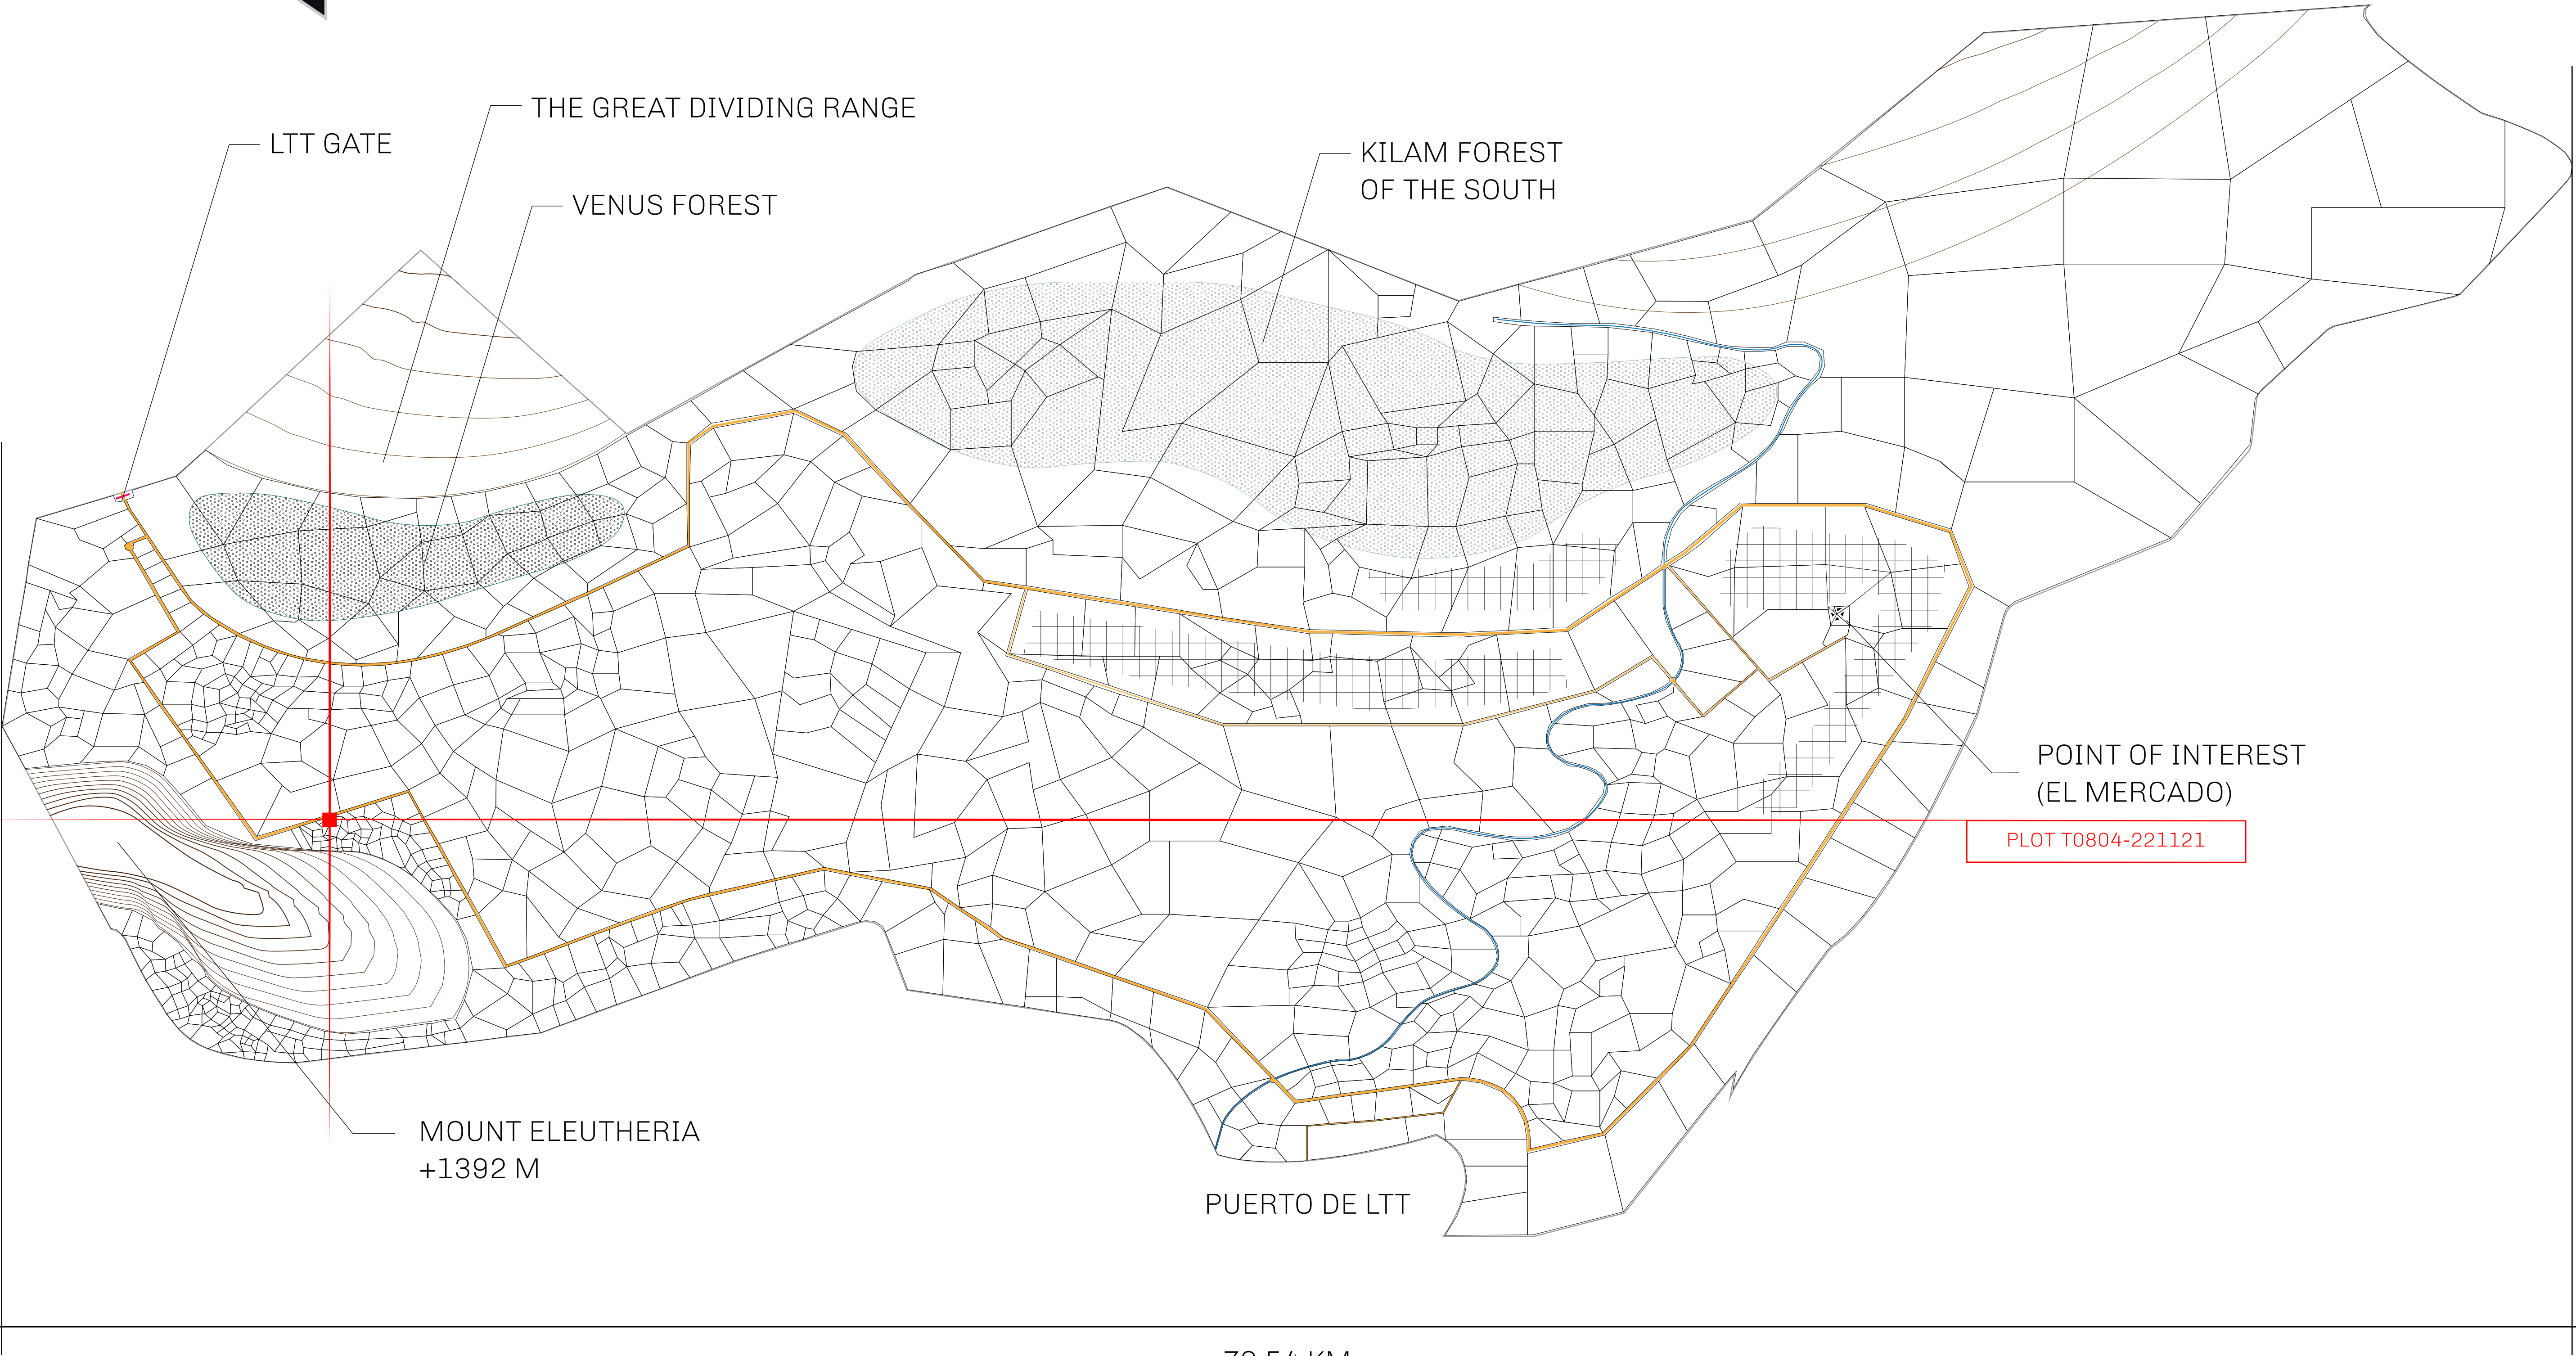 THE GREAT DIVIDING RANGE
LTT GATE
VENUS FOREST
KILAM FOREST
OF THE SOUTH
POINT OF INTEREST
(EL MERCADO)
PLOT T0804-221121
MOUNT ELEUTHERIA
+1392 M
PUERTO DE LTT
KM